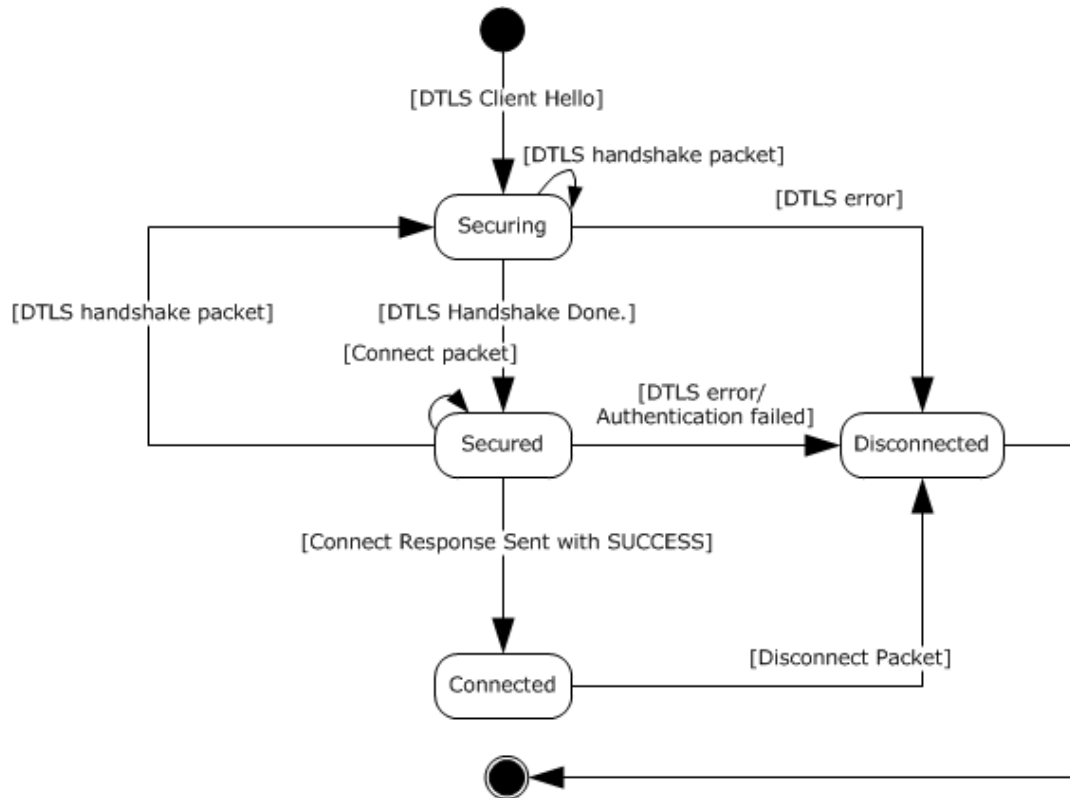 [DTLS Client Hello]
[DTLS handshake packet]
[DTLS error]
Securing
[DTLS handshake packet]
[DTLS Handshake Done.]
[Connect packet]
[DTLS error/
Authentication failed]
Secured
Disconnected
[Connect Response Sent with SUCCESS]
[Disconnect Packet]
Connected